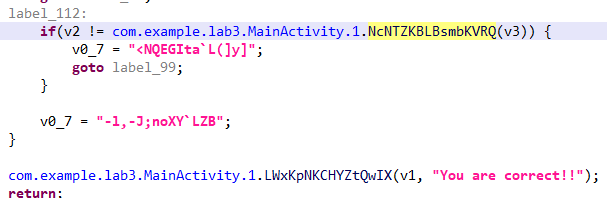 label_112:
if(v2 != com.example.lab3.MainActivity.1.NcNTZKBLBsmbKVRQ(v3)) {
v0_7 = "<NQEGIta`L(]y]";
goto label_99;
}
v0_7 = "-l,-J;noXY`LZB";
}
com.example.lab3.MainActivity.1.LWxKpNKCHYZtQwIX(v1, "You are correct!!");
return;